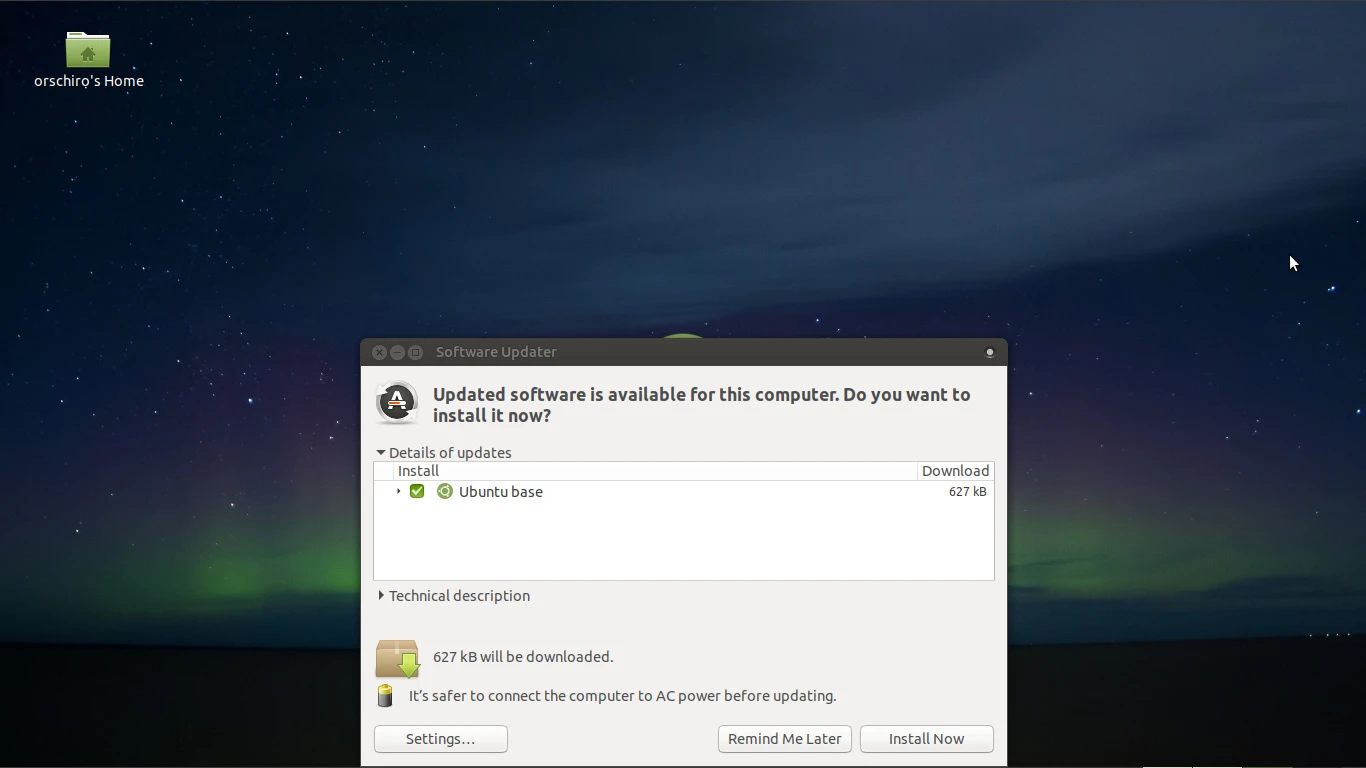 orschiro's Home
Software Updater
Updated software is available for this computer. Do you want to
install it now?
Details of updates
Install Download
Ubuntu base 627 kB
Technical description
627 kB will be downloaded.
It’s safer to connect the computer to AC power before updating.
Settings… Remind Me Later Install Now